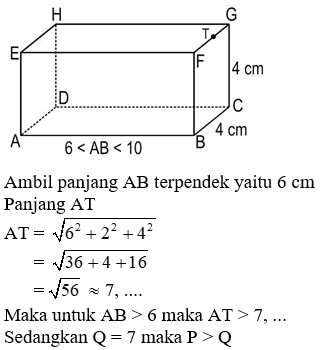 H G
T
E F
4 cm
D C
4 cm
A B
6 < AB < 10
Ambil panjang AB terpendek yaitu 6 cm
Panjang AT
AT = √(6² + 2² + 4²)
= √(36 + 4 + 16)
= √56 ≈ 7, ....
Maka untuk AB > 6 maka AT > 7, ...
Sedangkan Q = 7 maka P > Q